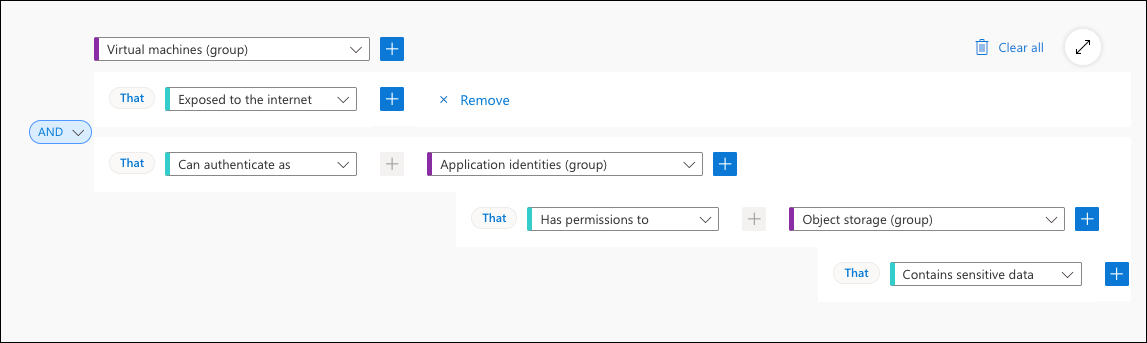 Virtual machines (group)
Clear all
That Exposed to the internet Remove
AND
That Can authenticate as Application identities (group)
That Has permissions to Object storage (group)
That Contains sensitive data